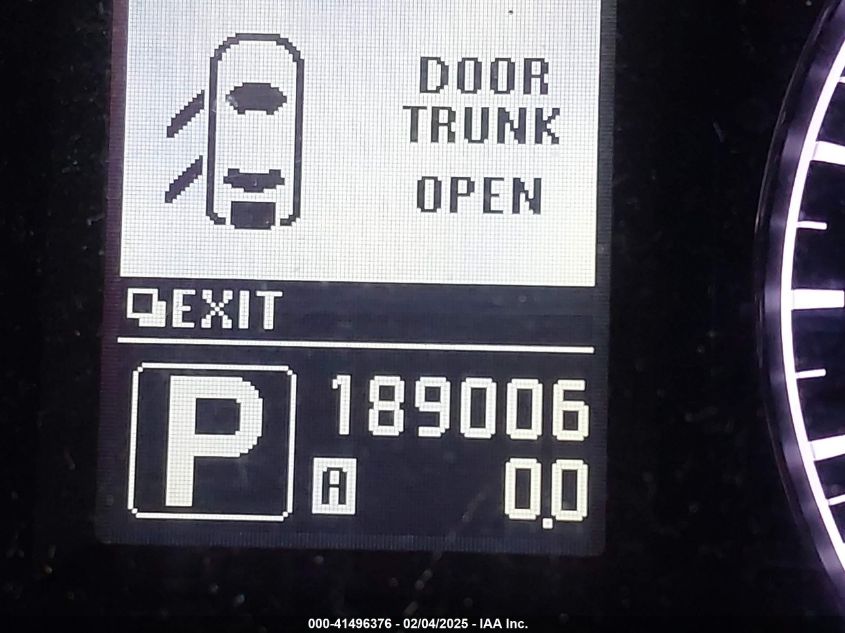 DOOR
TRUNK
OPEN
EXIT
P
189006
A 0.0
000-41496376 - 02/04/2025 - IAA Inc.